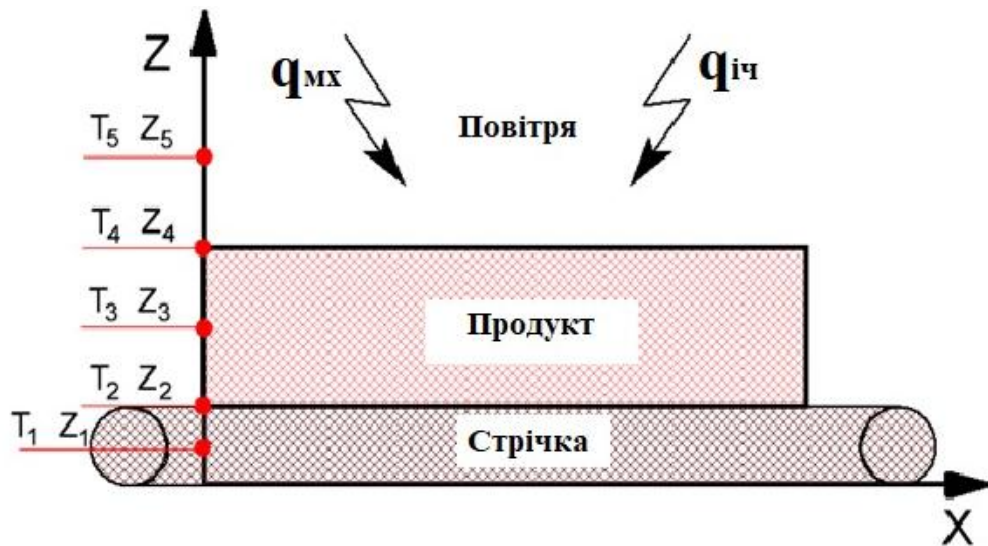 Z
qмх
qіч
Повітря
T5 Z5
T4 Z4
T3 Z3
Продукт
T2 Z2
T1 Z1
Стрічка
X